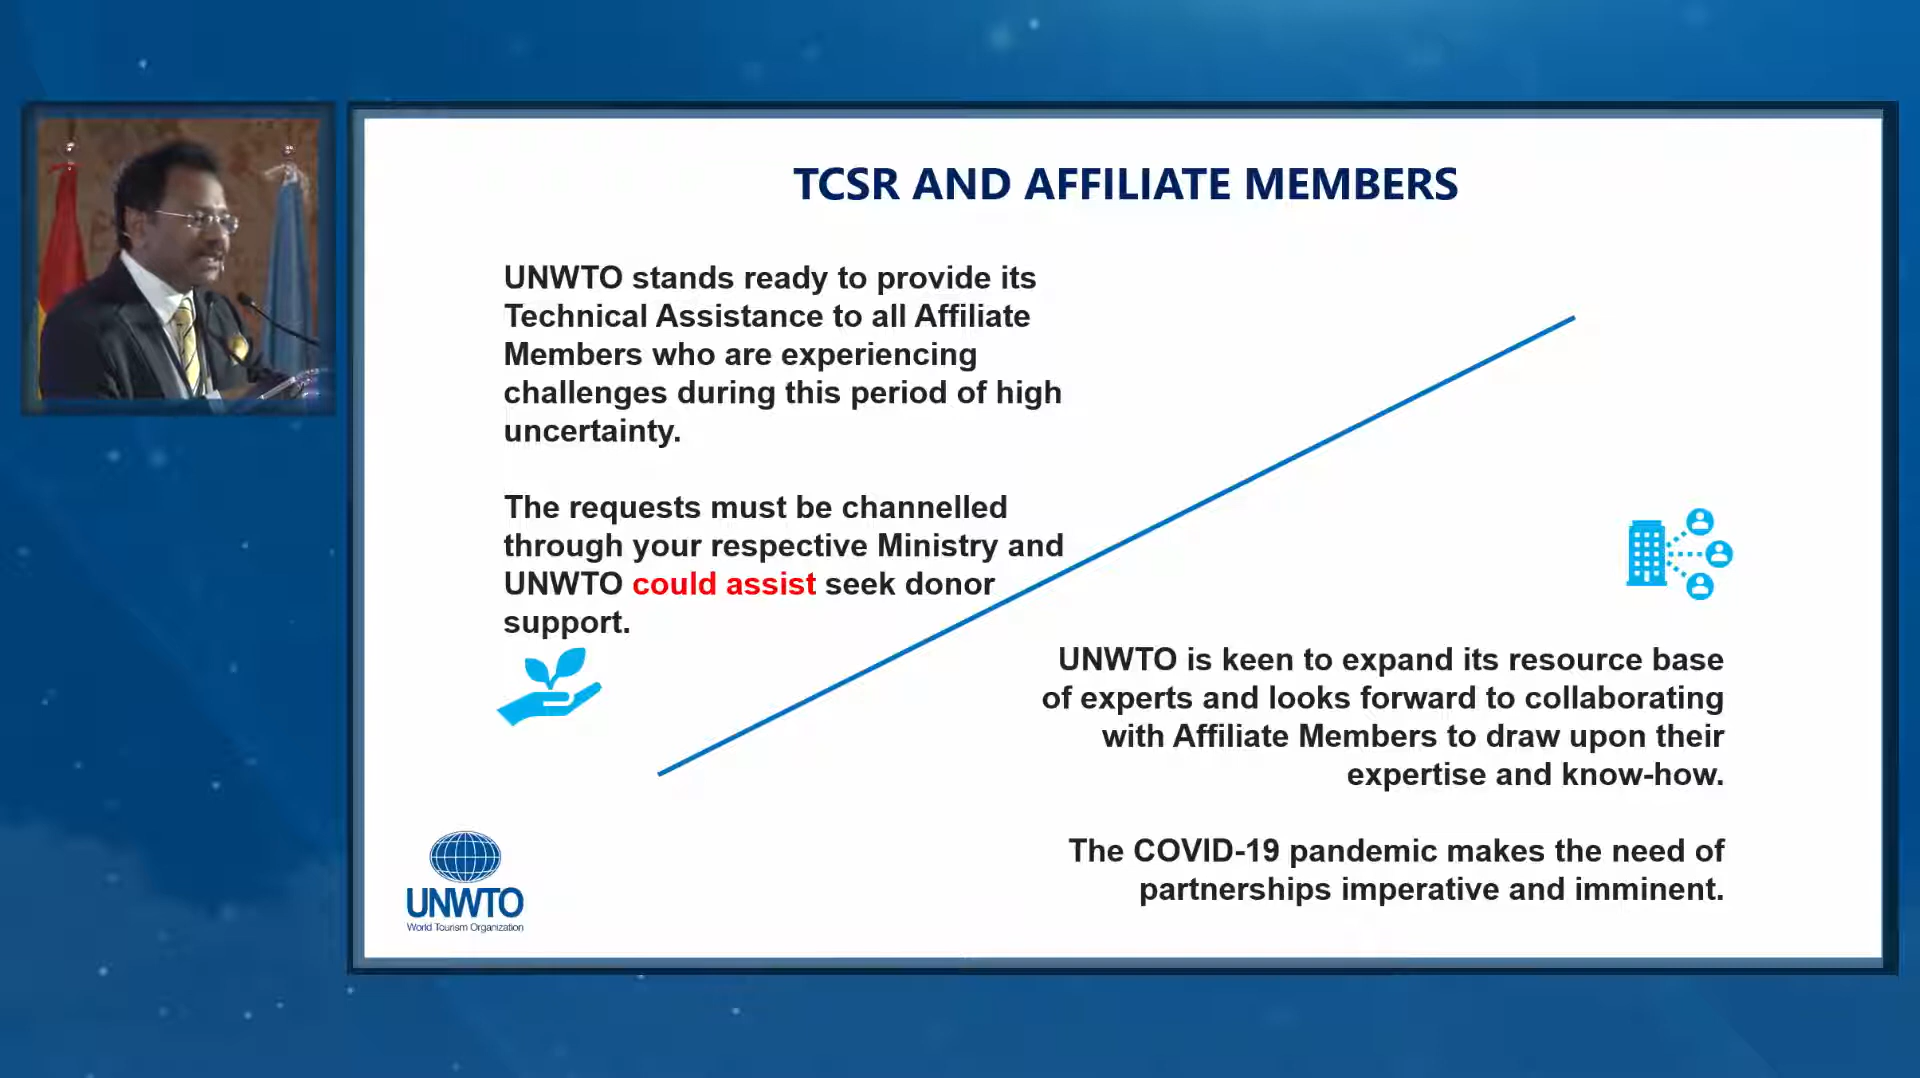 TCSR AND AFFILIATE MEMBERS
UNWTO stands ready to provide its
Technical Assistance to all Affiliate
Members who are experiencing
challenges during this period of high
uncertainty.
The requests must be channelled
through your respective Ministry and
UNWTO could assist seek donor
support.
UNWTO is keen to expand its resource base
of experts and looks forward to collaborating
with Affiliate Members to draw upon their
expertise and know-how.
The COVID-19 pandemic makes the need of
partnerships imperative and imminent.
UNWTO
World Tourism Organization